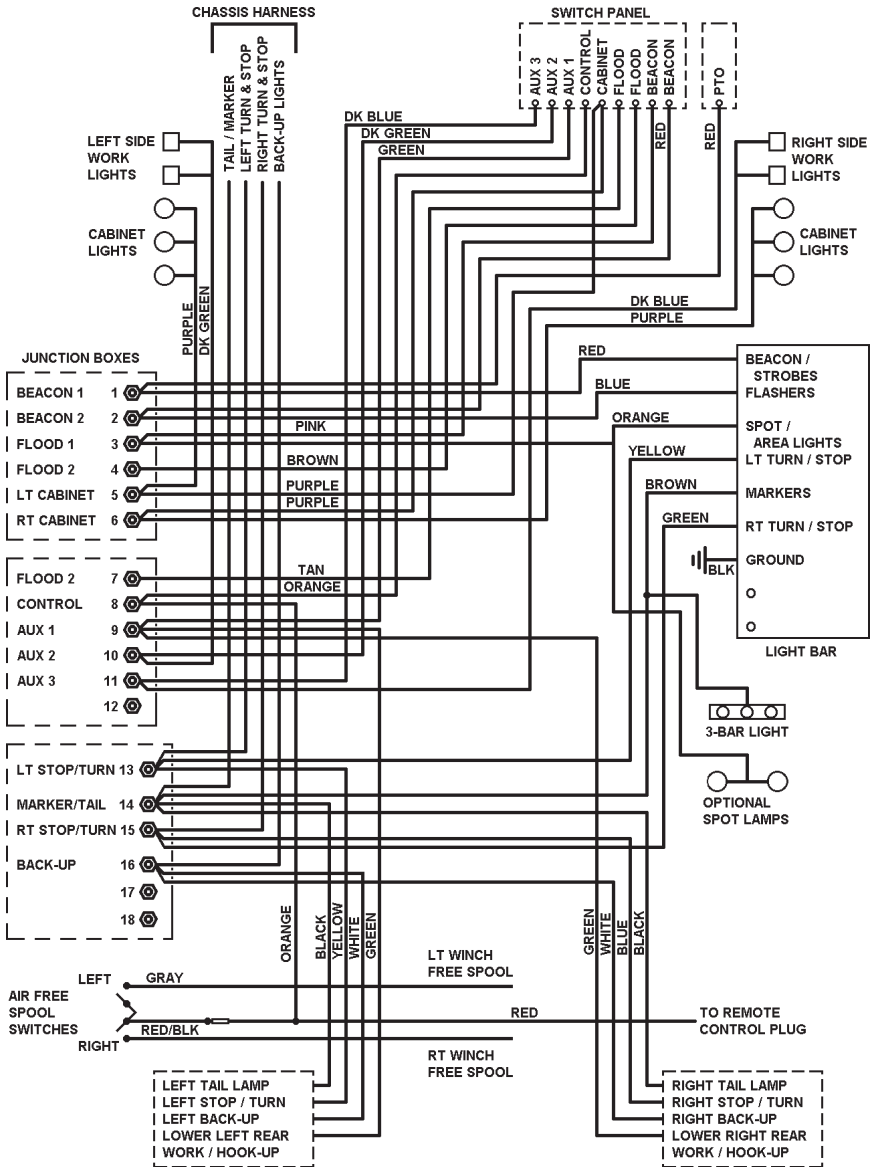 CHASSIS HARNESS
TAIL / MARKER
LEFT TURN & STOP
RIGHT TURN & STOP
BACK-UP LIGHTS
SWITCH PANEL
AUX 3
AUX 2
AUX 1
CONTROL
CABINET
FLOOD
FLOOD
BEACON
BEACON
PTO
RED
RED
DK BLUE
DK GREEN
GREEN
LEFT SIDE
WORK
LIGHTS
CABINET
LIGHTS
RIGHT SIDE
WORK
LIGHTS
CABINET
LIGHTS
PURPLE
DK GREEN
DK BLUE
PURPLE
JUNCTION BOXES
BEACON 1 1
BEACON 2 2
FLOOD 1 3
FLOOD 2 4
LT CABINET 5
RT CABINET 6
PINK
BROWN
PURPLE
PURPLE
RED
BLUE
ORANGE
YELLOW
BROWN
GREEN
BLK
BEACON /
STROBES
FLASHERS
SPOT /
AREA LIGHTS
LT TURN / STOP
MARKERS
RT TURN / STOP
GROUND
LIGHT BAR
FLOOD 2 7
CONTROL 8
AUX 1 9
AUX 2 10
AUX 3 11
12
TAN
ORANGE
3-BAR LIGHT
OPTIONAL
SPOT LAMPS
LT STOP/TURN 13
MARKER/TAIL 14
RT STOP/TURN 15
BACK-UP 16
17
18
ORANGE
BLACK
YELLOW
WHITE
GREEN
GREEN
WHITE
BLUE
BLACK
LEFT
GRAY
LT WINCH
FREE SPOOL
AIR FREE
SPOOL
SWITCHES
RED/BLK
RIGHT
RED
TO REMOTE
CONTROL PLUG
RT WINCH
FREE SPOOL
LEFT TAIL LAMP
LEFT STOP / TURN
LEFT BACK-UP
LOWER LEFT REAR
WORK / HOOK-UP
RIGHT TAIL LAMP
RIGHT STOP / TURN
RIGHT BACK-UP
LOWER RIGHT REAR
WORK / HOOK-UP